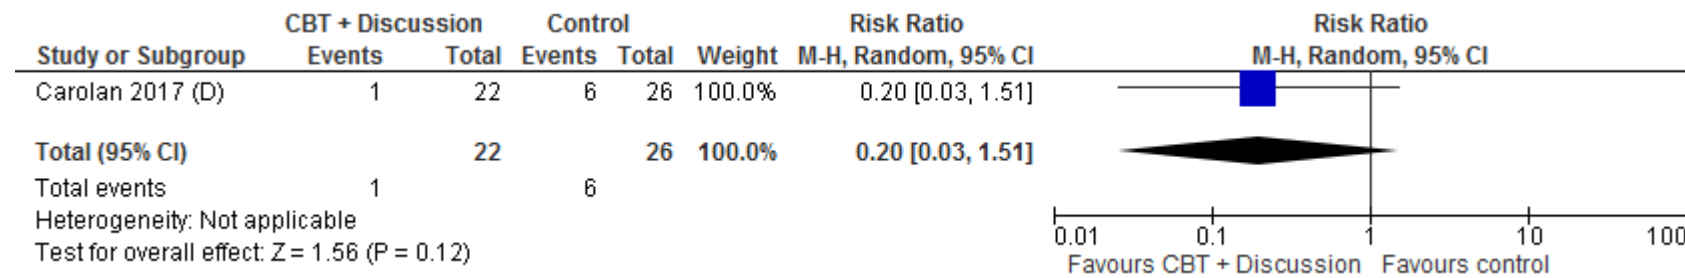 CBT + Discussion Control Risk Ratio Risk Ratio
Study or Subgroup Events Total Events Total Weight M-H, Random, 95% CI M-H, Random, 95% CI
Carolan 2017 (D) 1 22 6 26 100.0% 0.20 [0.03, 1.51]
Total (95% CI) 22 26 100.0% 0.20 [0.03, 1.51]
Total events 1 6
Heterogeneity: Not applicable
Test for overall effect: Z = 1.56 (P = 0.12)
0.01 0.1 1 10 100
Favours CBT + Discussion Favours control